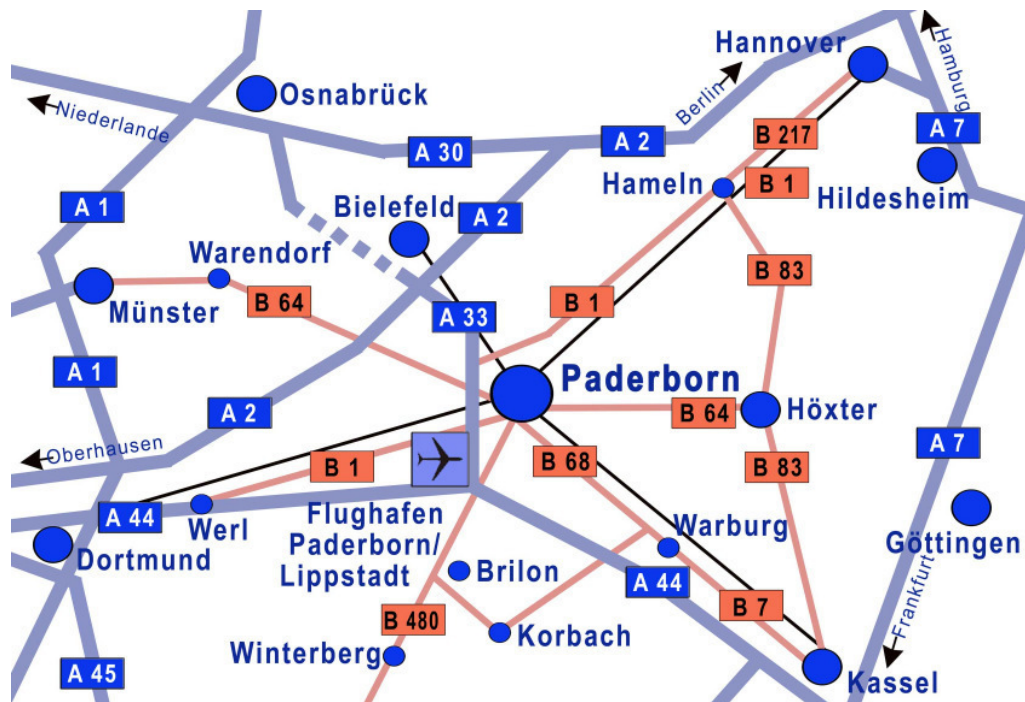 Hannover
Hamburg
Osnabrück
Berlin
Niederlande
A 7
B 217
A 2
A 30
Hameln
B 1
Hildesheim
A 1
Bielefeld
A 2
Warendorf
B 83
Münster
B 64
B 1
A 33
A 1
Paderborn
A 2
B 64
Höxter
Oberhausen
A 7
B 1
B 68
B 83
A 44
Werl
Flughafen
Paderborn/
Lippstadt
Warburg
Göttingen
Dortmund
Brilon
A 44
Frankfurt
B 7
B 480
Korbach
Winterberg
A 45
Kassel